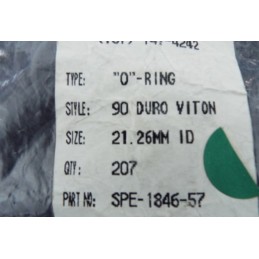 TYPE: "O"-RING
STYLE: 90 DURO VITON
SIZE: 21.26MM ID
QTY: 207
PART NO: SPE-1846-57